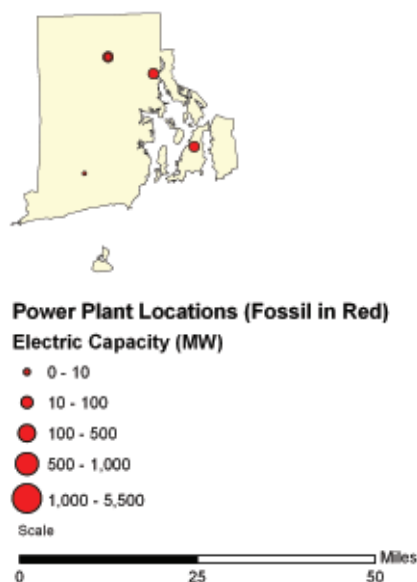 Power Plant Locations (Fossil in Red)
Electric Capacity (MW)
0 - 10
10 - 100
100 - 500
500 - 1,000
1,000 - 5,500
Scale
Miles
0 25 50